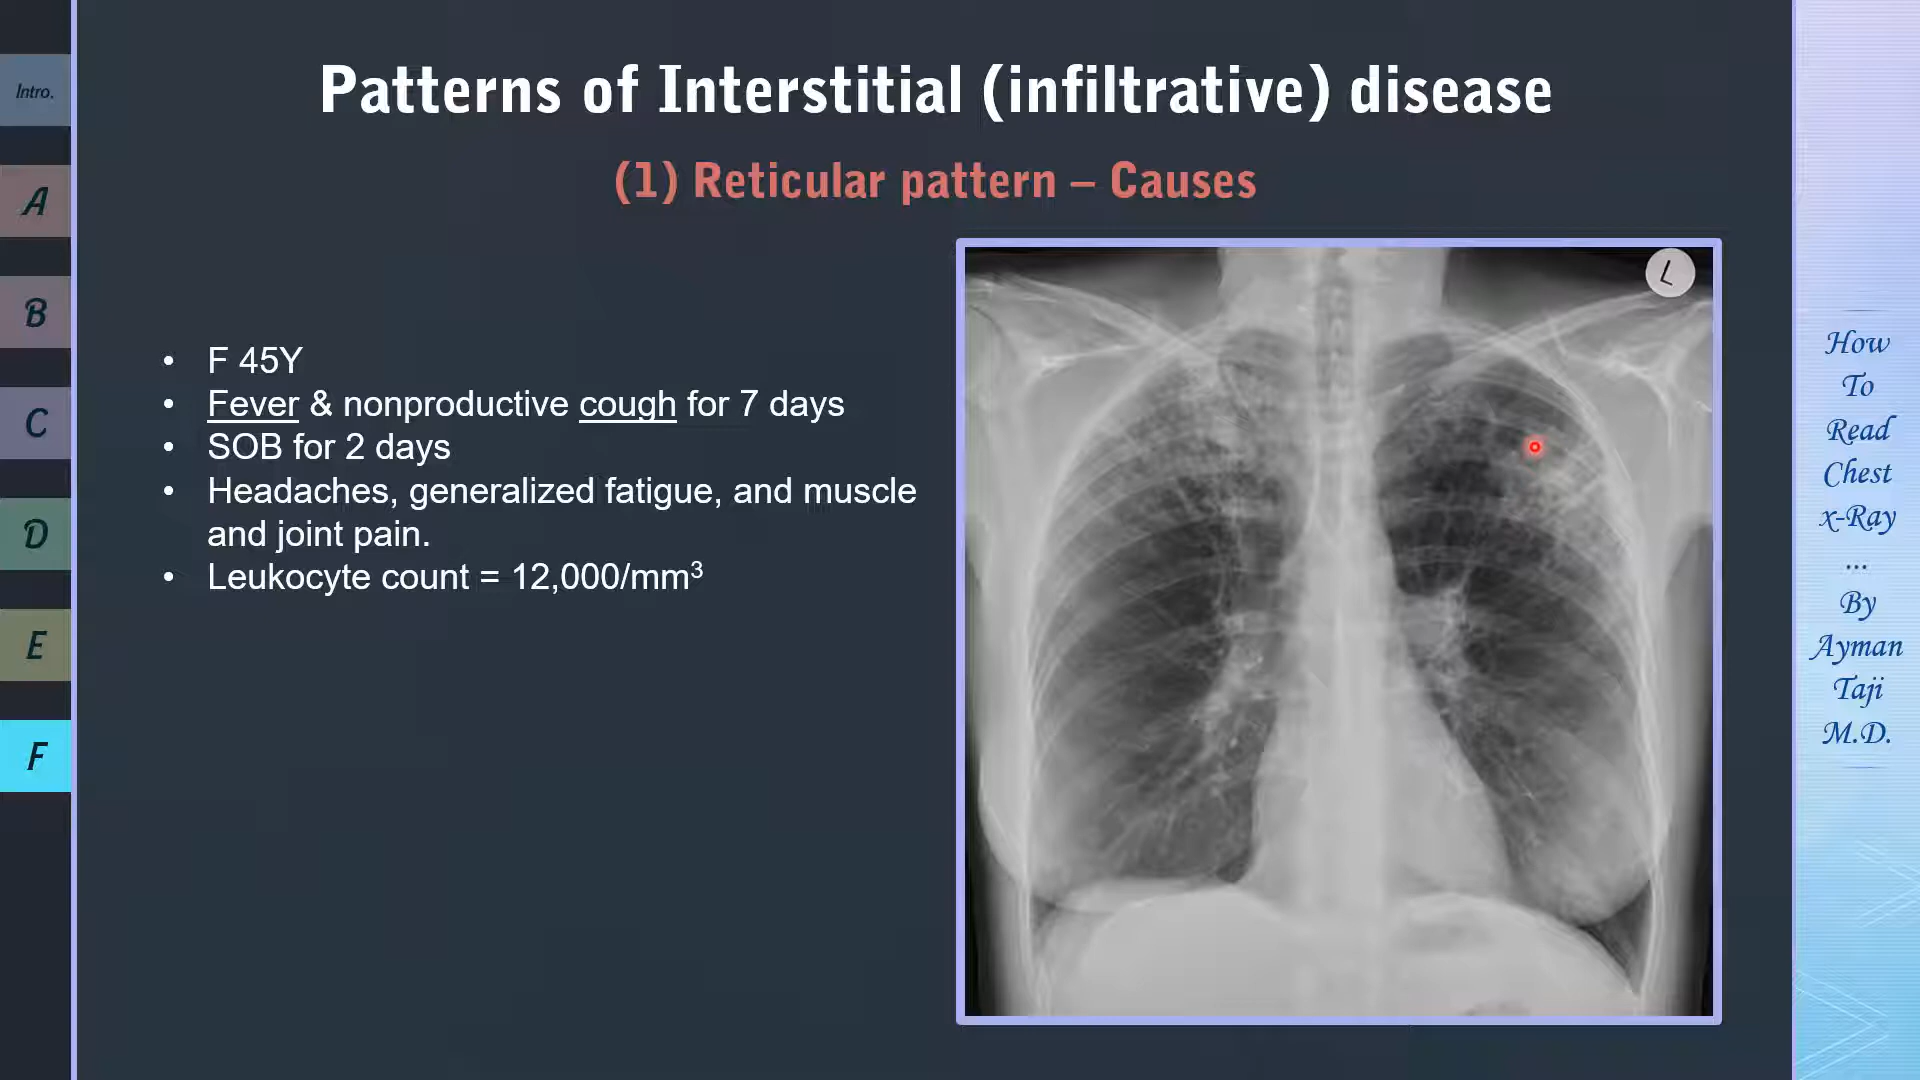 Patterns of Interstitial (infiltrative) disease
(1) Reticular pattern – Causes
Intro.
A
B
C
D
E
F
• F 45Y
• Fever & nonproductive cough for 7 days
• SOB for 2 days
• Headaches, generalized fatigue, and muscle
and joint pain.
• Leukocyte count = 12,000/mm³
L
How
To
Read
Chest
x-Ray
...
By
Ayman
Taji
M.D.